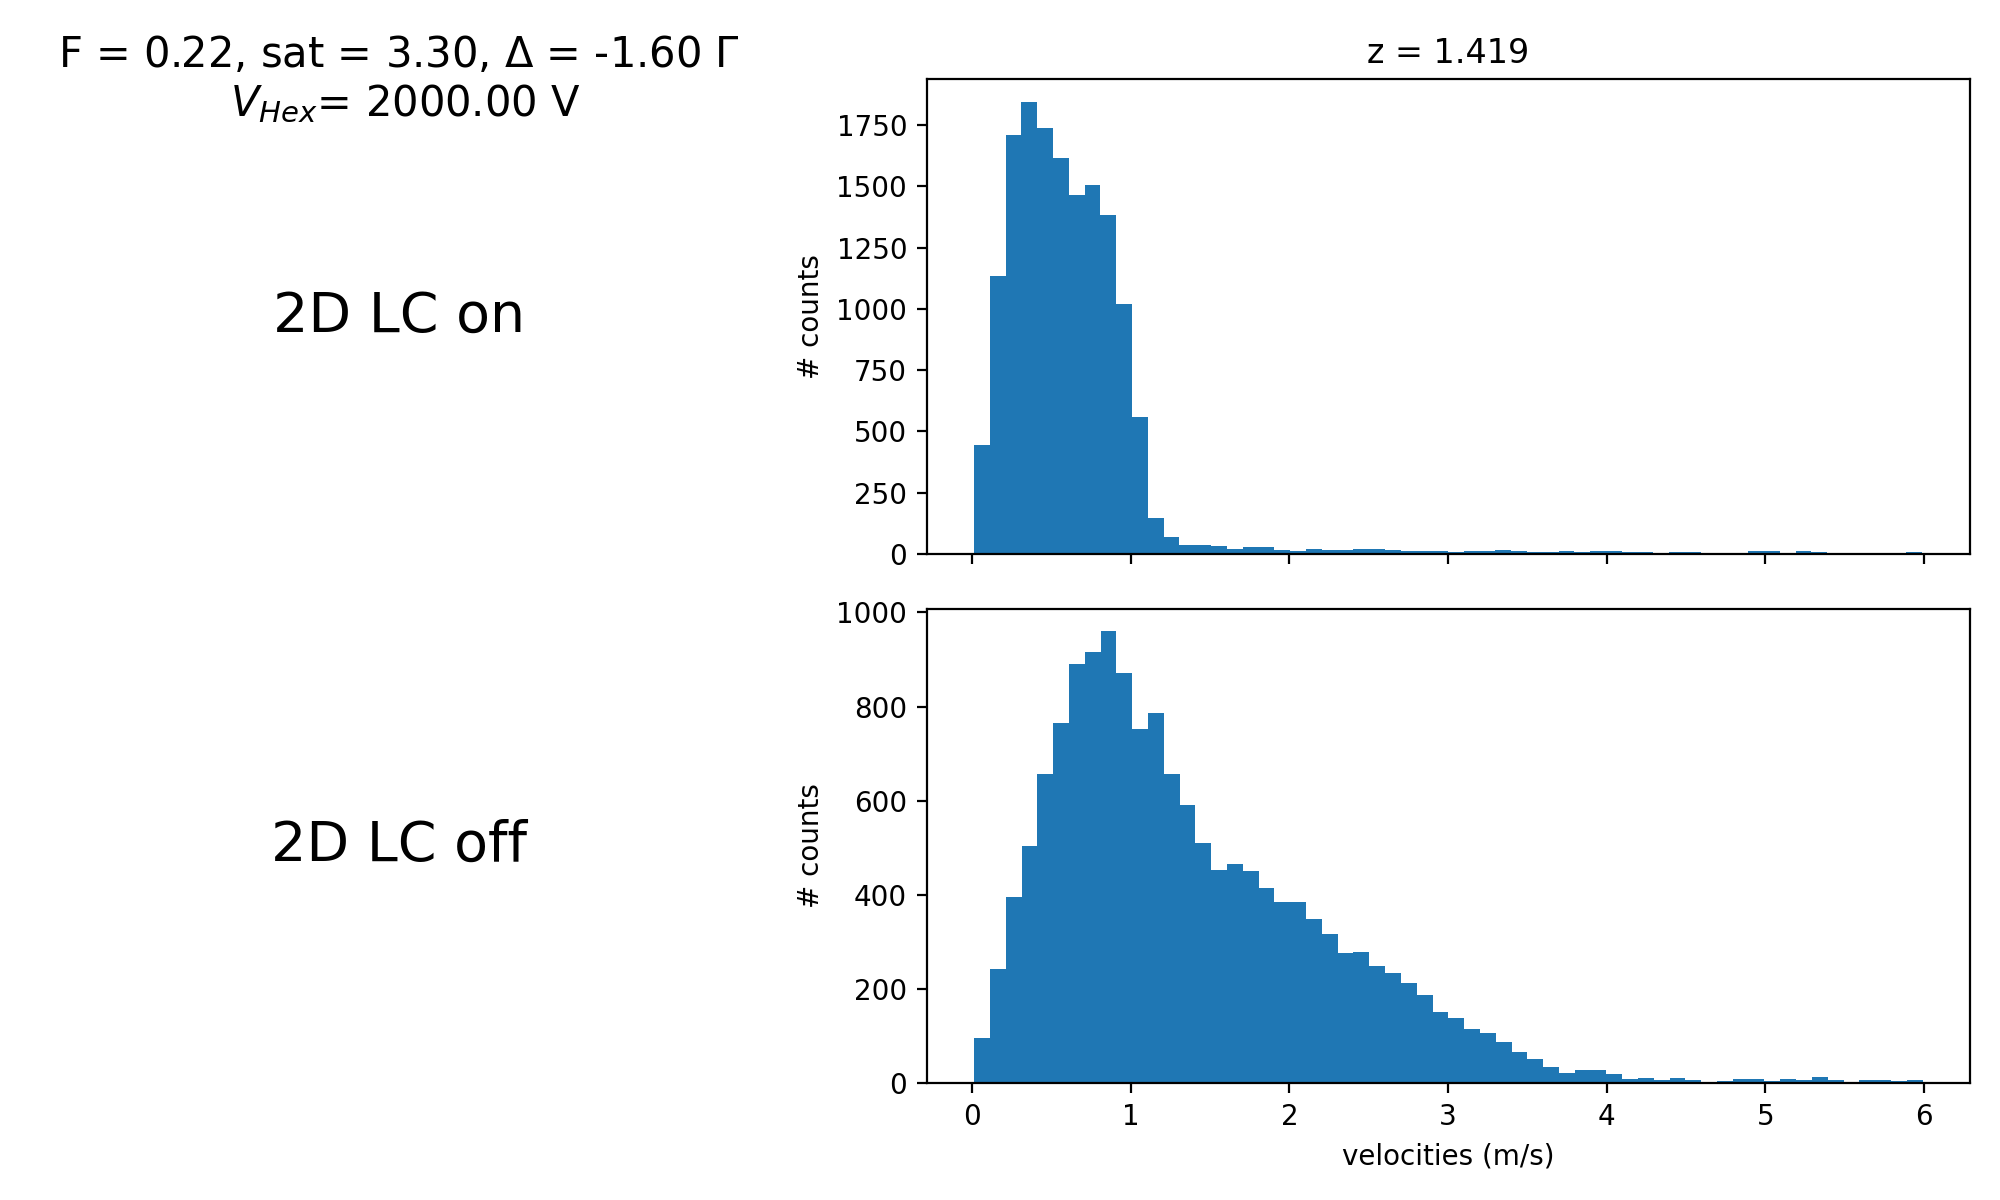 F = 0.22, sat = 3.30, Δ = -1.60 Γ
V_Hex= 2000.00 V
z = 1.419
2D LC on
# counts
1750
1500
1250
1000
750
500
250
0
2D LC off
# counts
1000
800
600
400
200
0
0 1 2 3 4 5 6
velocities (m/s)